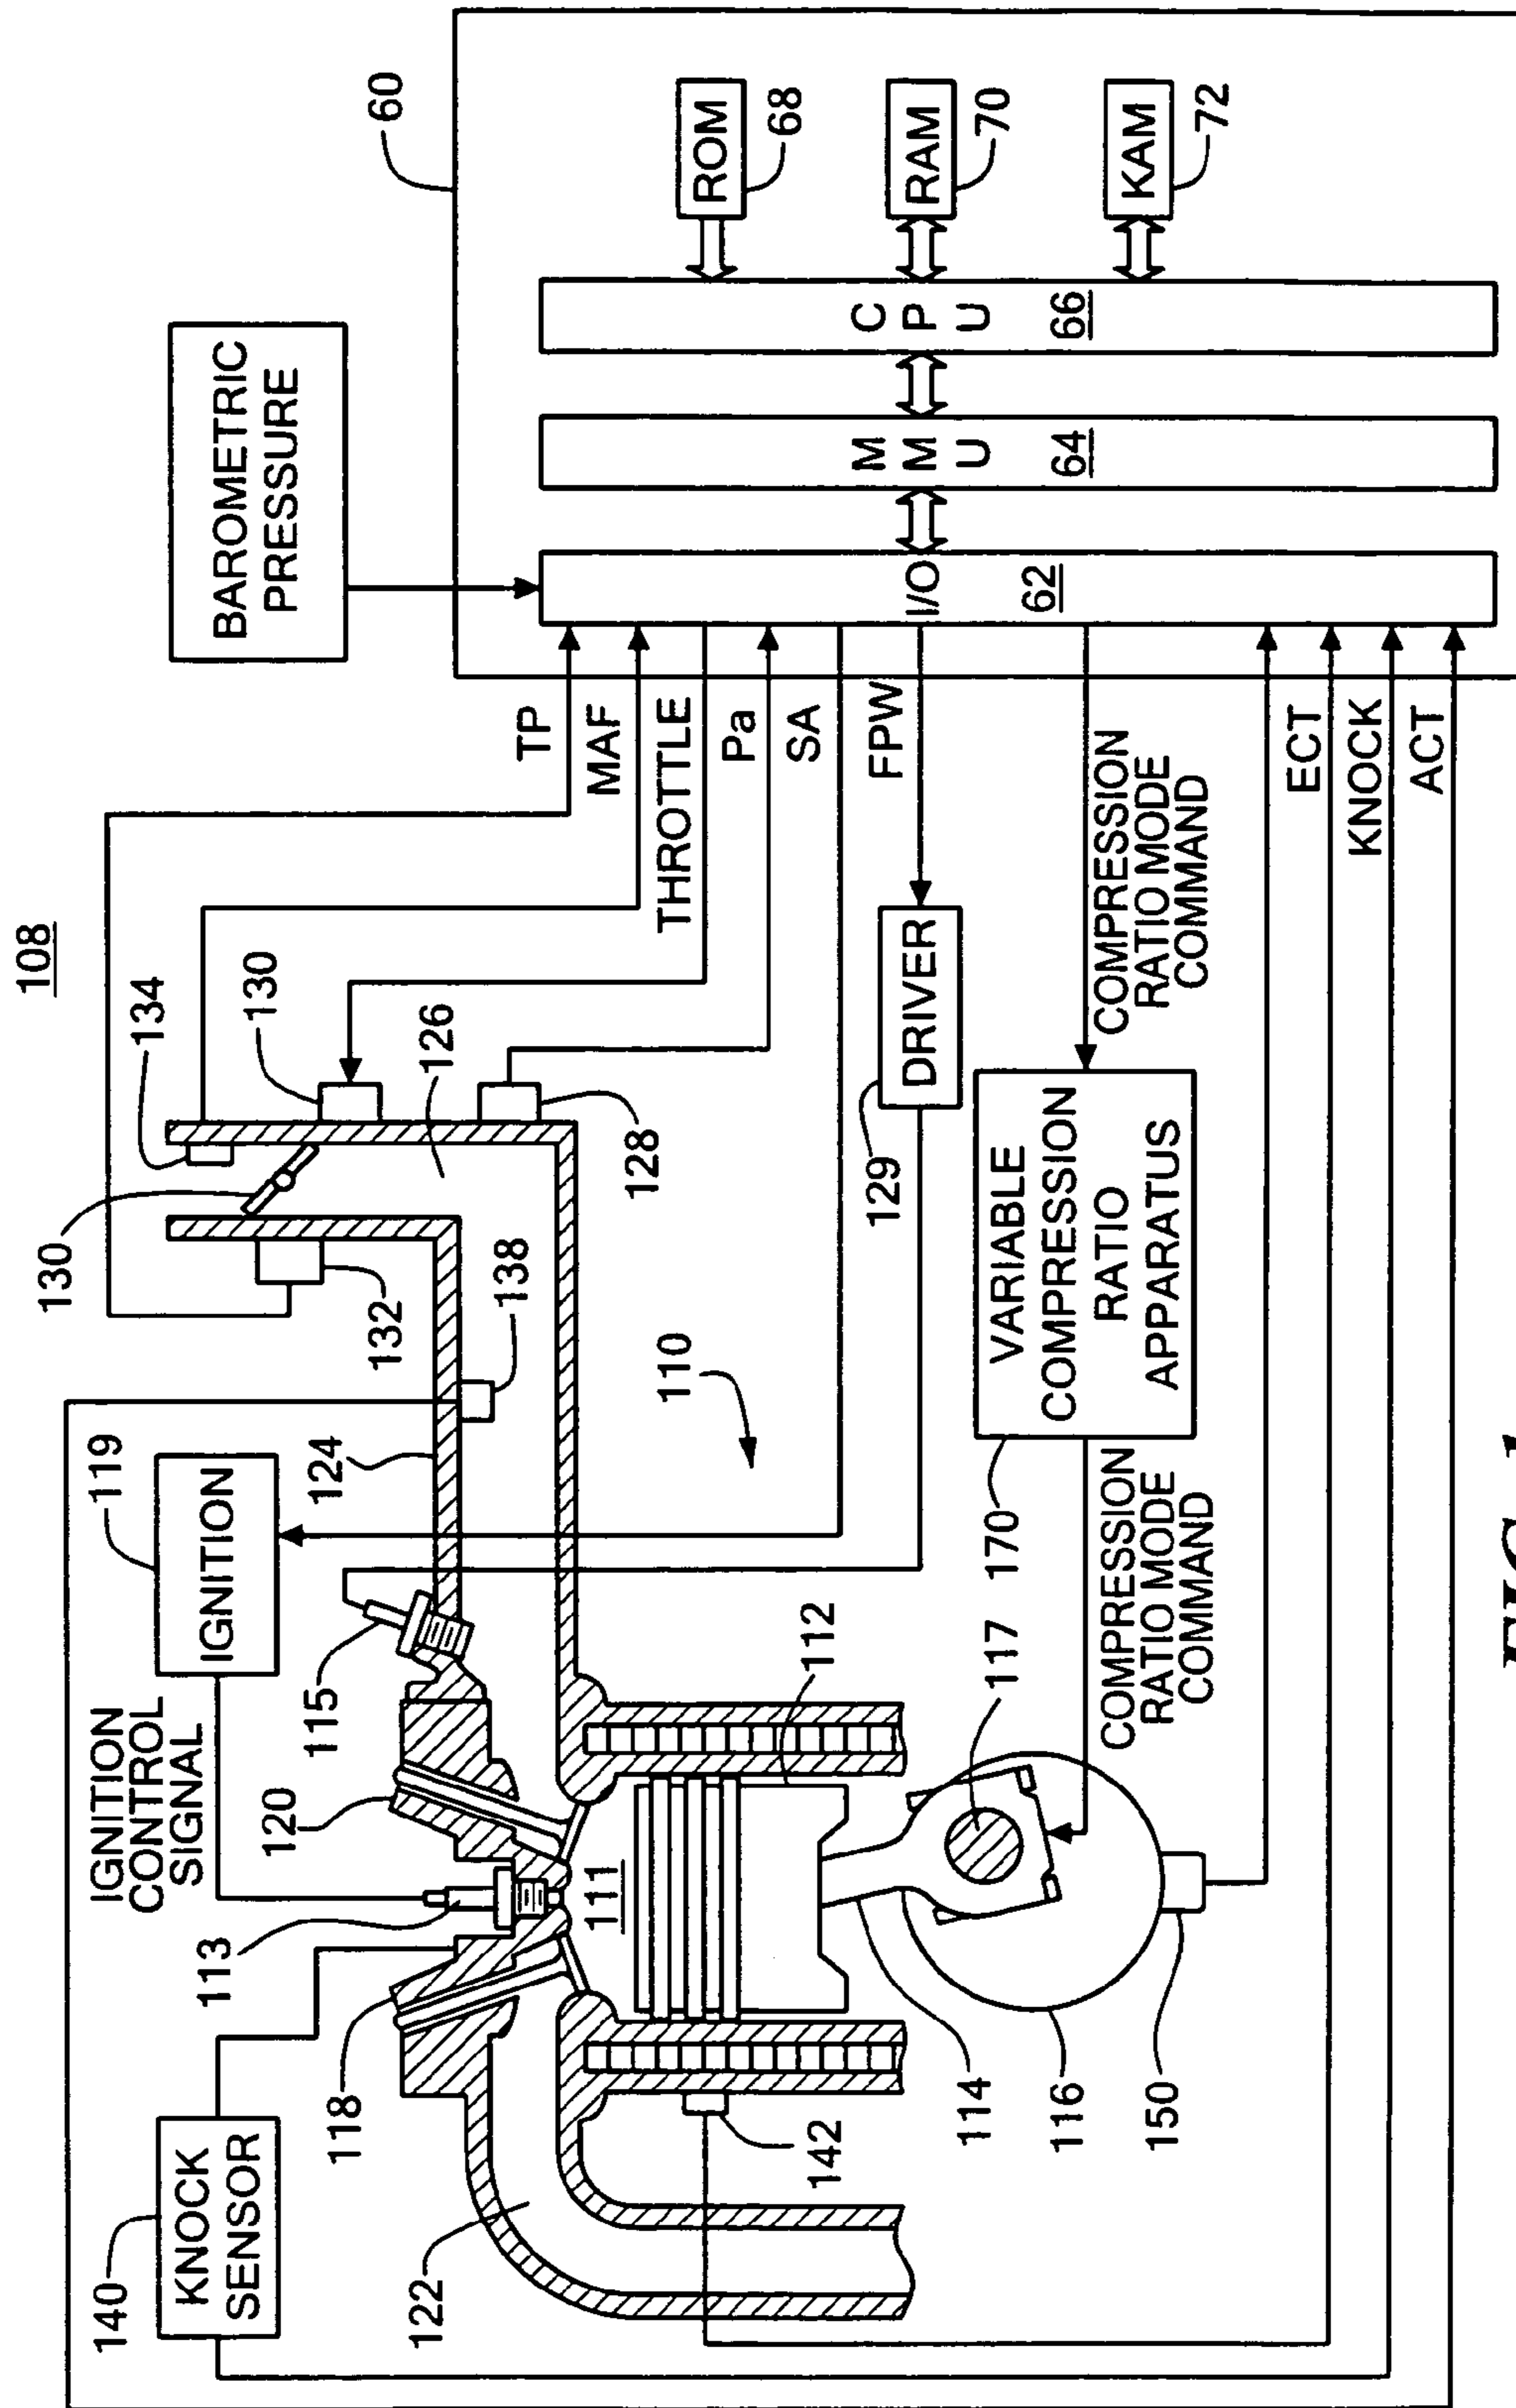 108
BAROMETRIC
PRESSURE
60
ROM
68
RAM
70
KAM
72
C
P
U
66
M
M
U
64
I/O
62
TP
MAF
THROTTLE
Pa
SA
FPW
COMPRESSION
RATIO MODE
COMMAND
ECT
KNOCK
ACT
134
130
126
128
130
132
138
DRIVER
129
VARIABLE
COMPRESSION
RATIO
APPARATUS
170
COMPRESSION
RATIO MODE
COMMAND
110
124
119
IGNITION
IGNITION
CONTROL
SIGNAL
115
120
113
118
111
112
117
114
116
150
142
122
140
KNOCK
SENSOR